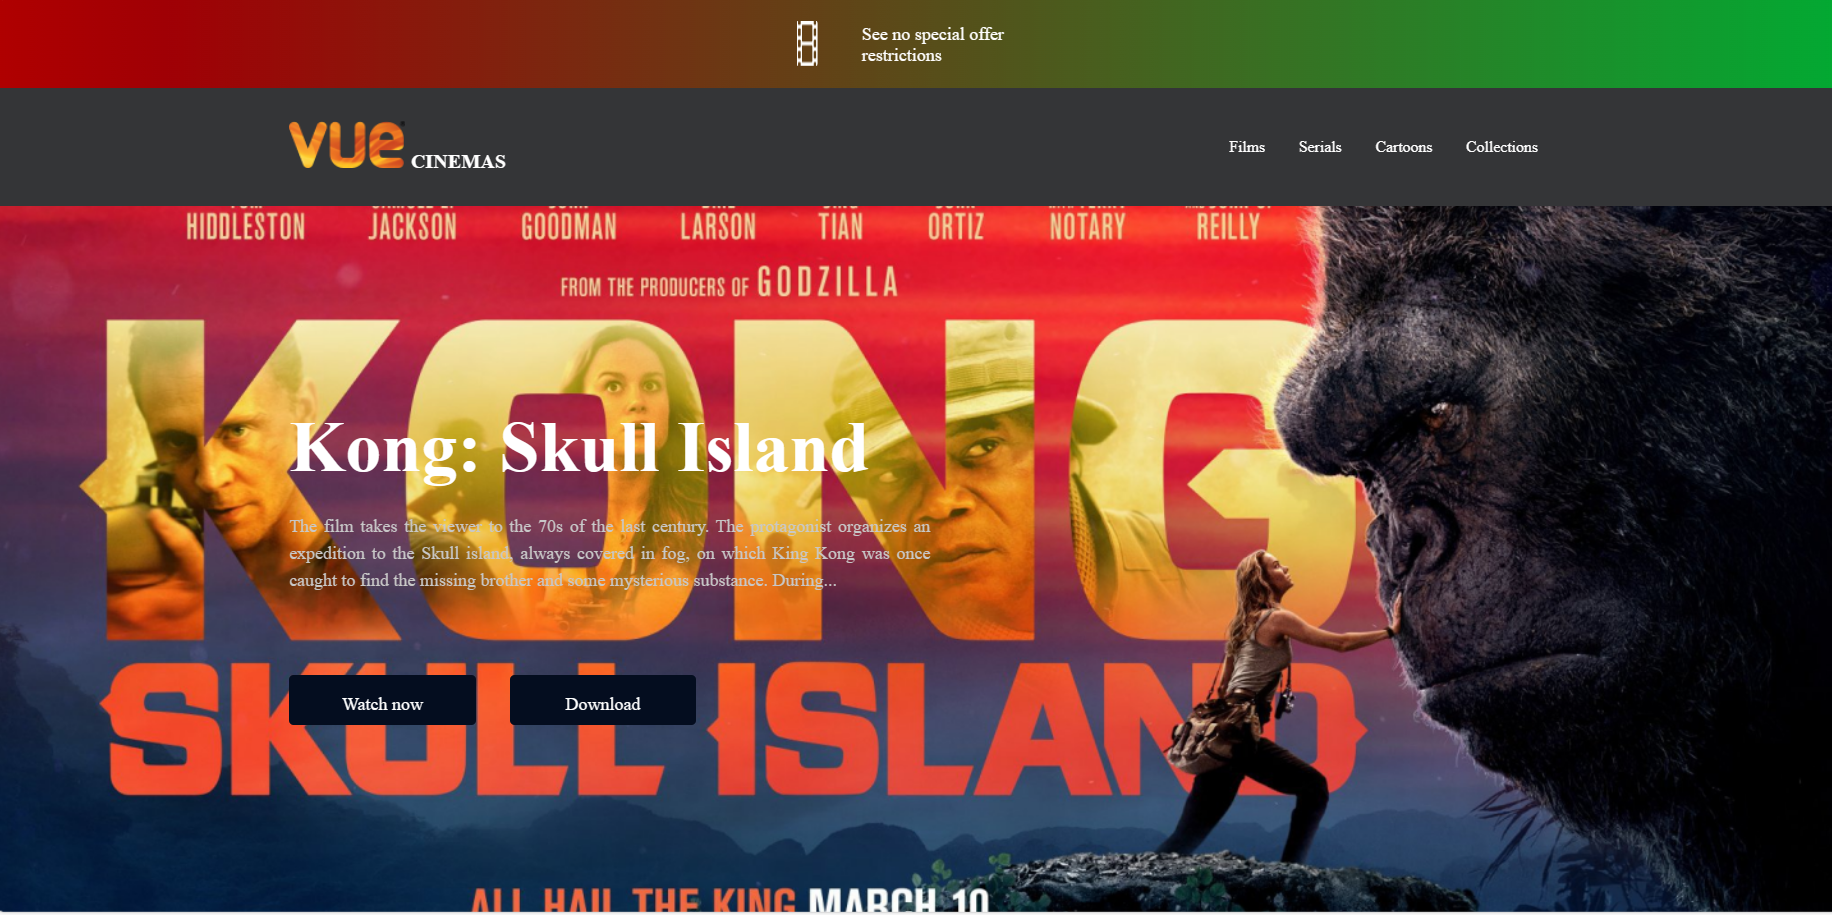 See no special offer
restrictions
vue CINEMAS
Films Serials Cartoons Collections
HIDDLESTON JACKSON GOODMAN LARSON TIAN ORTIZ NOTARY REILLY
FROM THE PRODUCERS OF GODZILLA
KONG
Kong: Skull Island
The film takes the viewer to the 70s of the last century. The protagonist organizes an
expedition to the Skull island, always covered in fog, on which King Kong was once
caught to find the missing brother and some mysterious substance. During...
SKULL ISLAND
Watch now Download
ALL HAIL THE KING MARCH 10